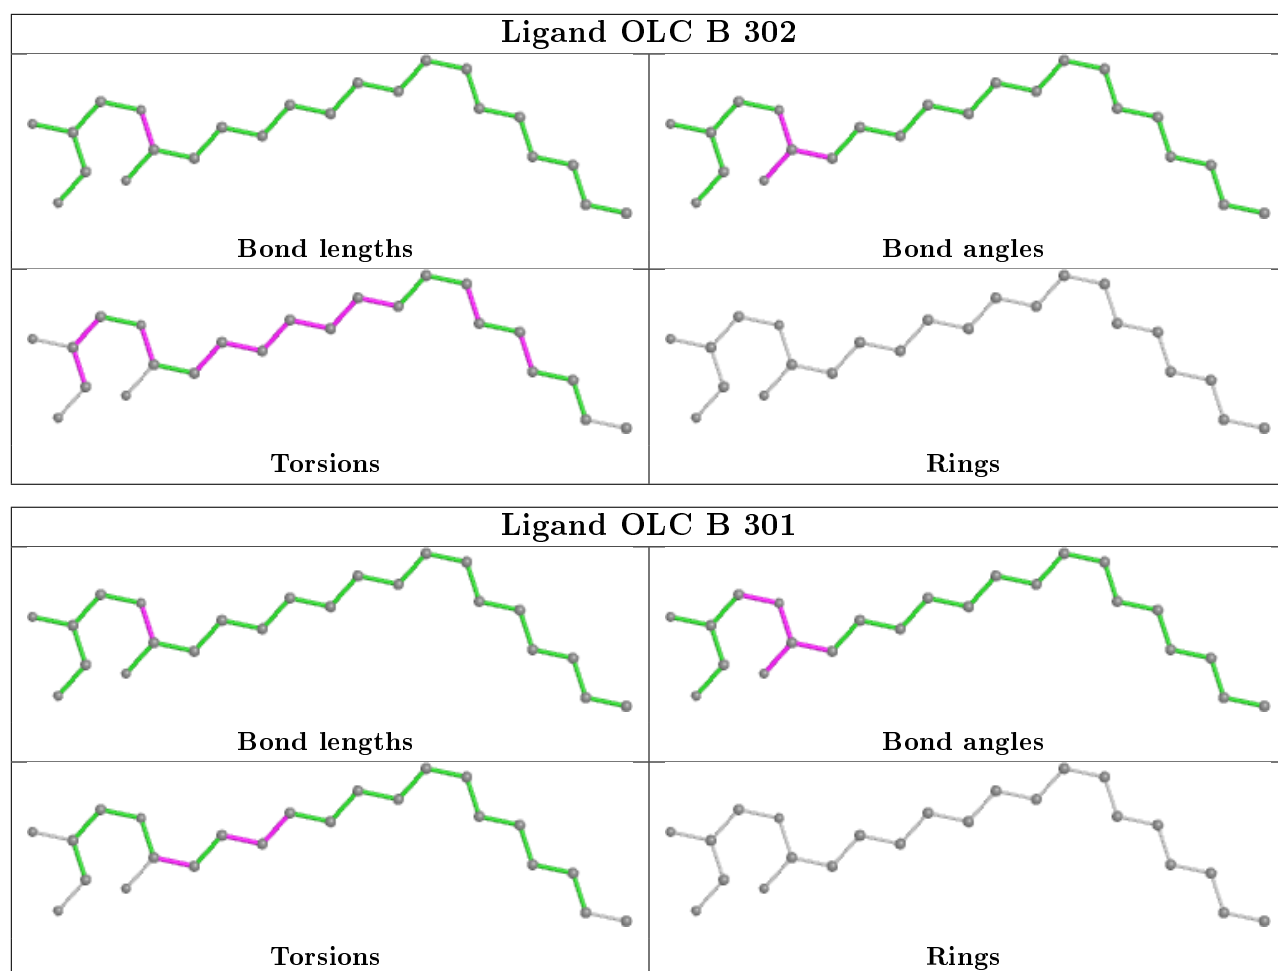 Ligand OLC B 302
Bond lengths
Bond angles
Torsions
Rings
Ligand OLC B 301
Bond lengths
Bond angles
Torsions
Rings